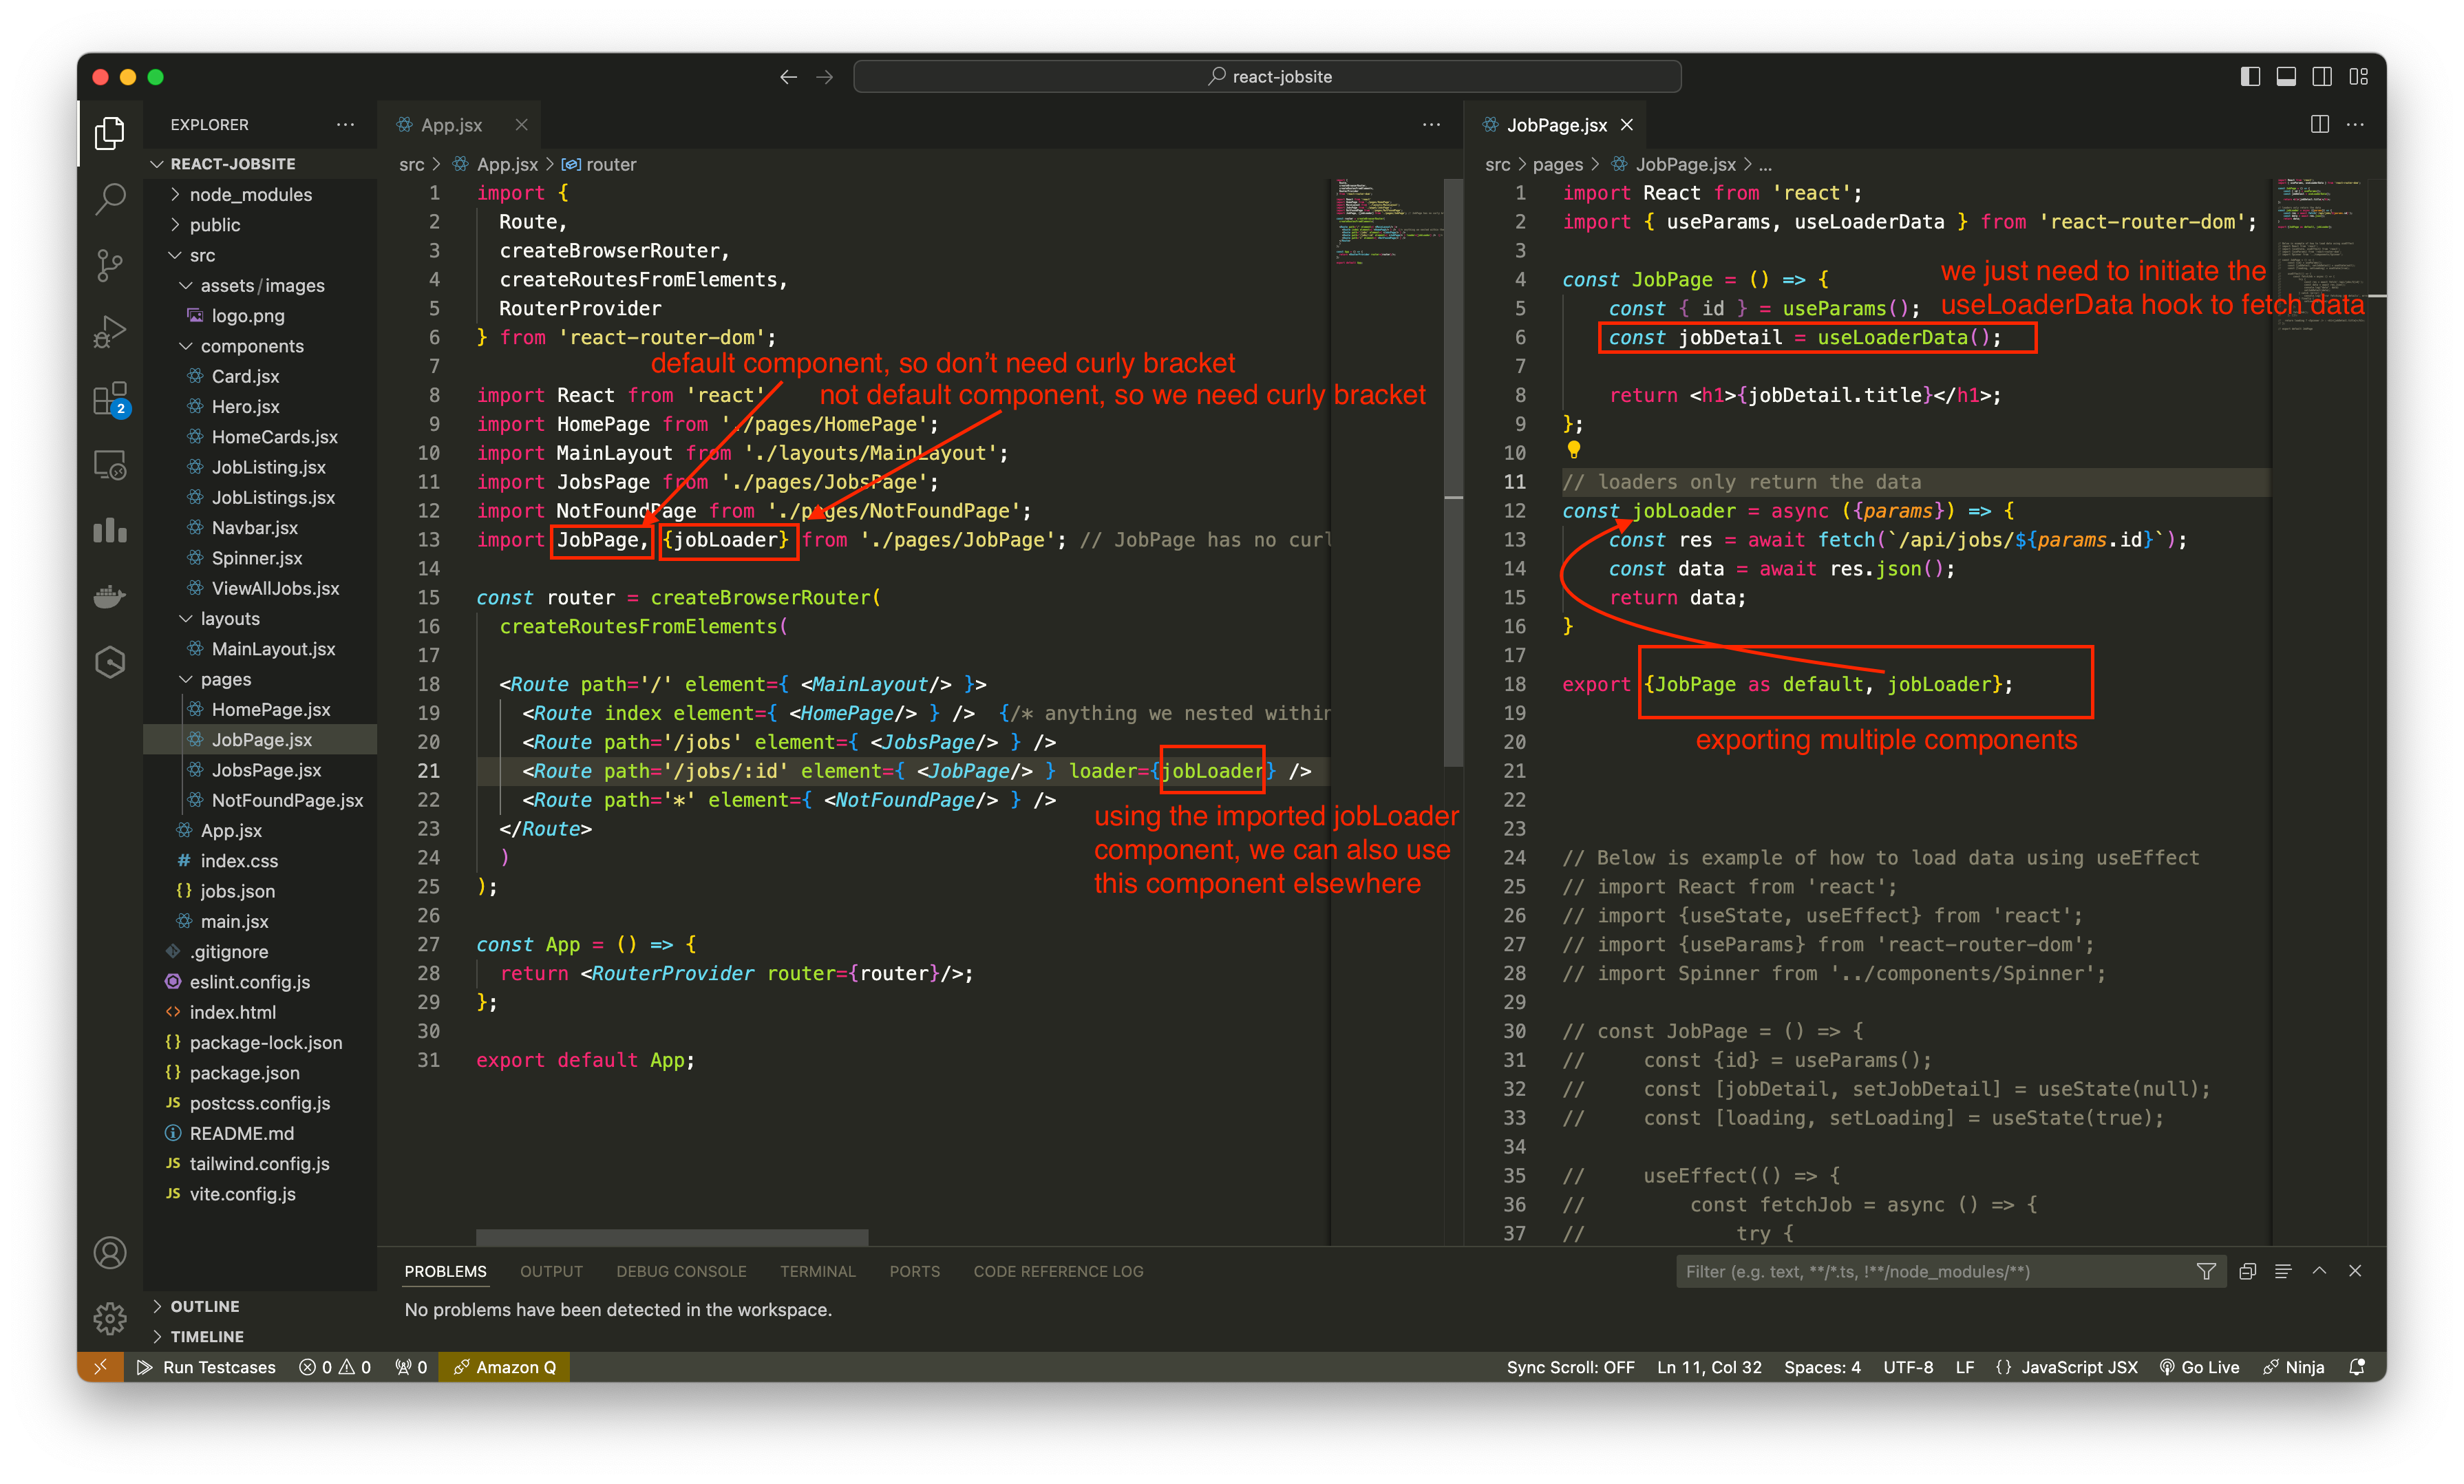 react-jobsite
EXPLORER
REACT-JOBSITE
node_modules
public
src
assets/images
logo.png
components
Card.jsx
Hero.jsx
HomeCards.jsx
JobListing.jsx
JobListings.jsx
Navbar.jsx
Spinner.jsx
ViewAllJobs.jsx
layouts
MainLayout.jsx
pages
HomePage.jsx
JobPage.jsx
JobsPage.jsx
NotFoundPage.jsx
App.jsx
# index.css
{} jobs.json
main.jsx
.gitignore
eslint.config.js
<> index.html
{} package-lock.json
{} package.json
JS postcss.config.js
README.md
JS tailwind.config.js
JS vite.config.js
OUTLINE
TIMELINE
2
App.jsx
src > App.jsx > router
1 import {
2 Route,
3 createBrowserRouter,
4 createRoutesFromElements,
5 RouterProvider
6 } from 'react-router-dom';
7
default component, so don't need curly bracket
8 import React from 'react'
not default component, so we need curly bracket
9 import HomePage from './pages/HomePage';
10 import MainLayout from './layouts/MainLayout';
11 import JobsPage from './pages/JobsPage';
12 import NotFoundPage from './pages/NotFoundPage';
13 import JobPage, {jobLoader} from './pages/JobPage'; // JobPage has no curl
14
15 const router = createBrowserRouter(
16 createRoutesFromElements(
17
18 <Route path='/' element={ <MainLayout/> }>
19 <Route index element={ <HomePage/> } /> {/* anything we nested within
20 <Route path='/jobs' element={ <JobsPage/> } />
21 <Route path='/jobs/:id' element={ <JobPage/> } loader={jobLoader} />
22 <Route path='*' element={ <NotFoundPage/> } />
23 </Route>
24 )
25 );
using the imported jobLoader
component, we can also use
this component elsewhere
26
27 const App = () => {
28 return <RouterProvider router={router}/>;
29 };
30
31 export default App;
JobPage.jsx
src > pages > JobPage.jsx > ...
1 import React from 'react';
2 import { useParams, useLoaderData } from 'react-router-dom';
3
we just need to initiate the
useLoaderData hook to fetch data
4 const JobPage = () => {
5 const { id } = useParams();
6 const jobDetail = useLoaderData();
7
8 return <h1>{jobDetail.title}</h1>;
9 };
10
11 // loaders only return the data
12 const jobLoader = async ({params}) => {
13 const res = await fetch(`/api/jobs/${params.id}`);
14 const data = await res.json();
15 return data;
16 }
17
18 export {JobPage as default, jobLoader};
19
exporting multiple components
20
21
22
23
24 // Below is example of how to load data using useEffect
25 // import React from 'react';
26 // import {useState, useEffect} from 'react';
27 // import {useParams} from 'react-router-dom';
28 // import Spinner from '../components/Spinner';
29
30 // const JobPage = () => {
31 // const {id} = useParams();
32 // const [jobDetail, setJobDetail] = useState(null);
33 // const [loading, setLoading] = useState(true);
34
35 // useEffect(() => {
36 // const fetchJob = async () => {
37 // try {
PROBLEMS OUTPUT DEBUG CONSOLE TERMINAL PORTS CODE REFERENCE LOG
Filter (e.g. text, **/*.ts, !**/node_modules/**)
No problems have been detected in the workspace.
Run Testcases 0 0 0 Amazon Q
Sync Scroll: OFF Ln 11, Col 32 Spaces: 4 UTF-8 LF {} JavaScript JSX Go Live Ninja